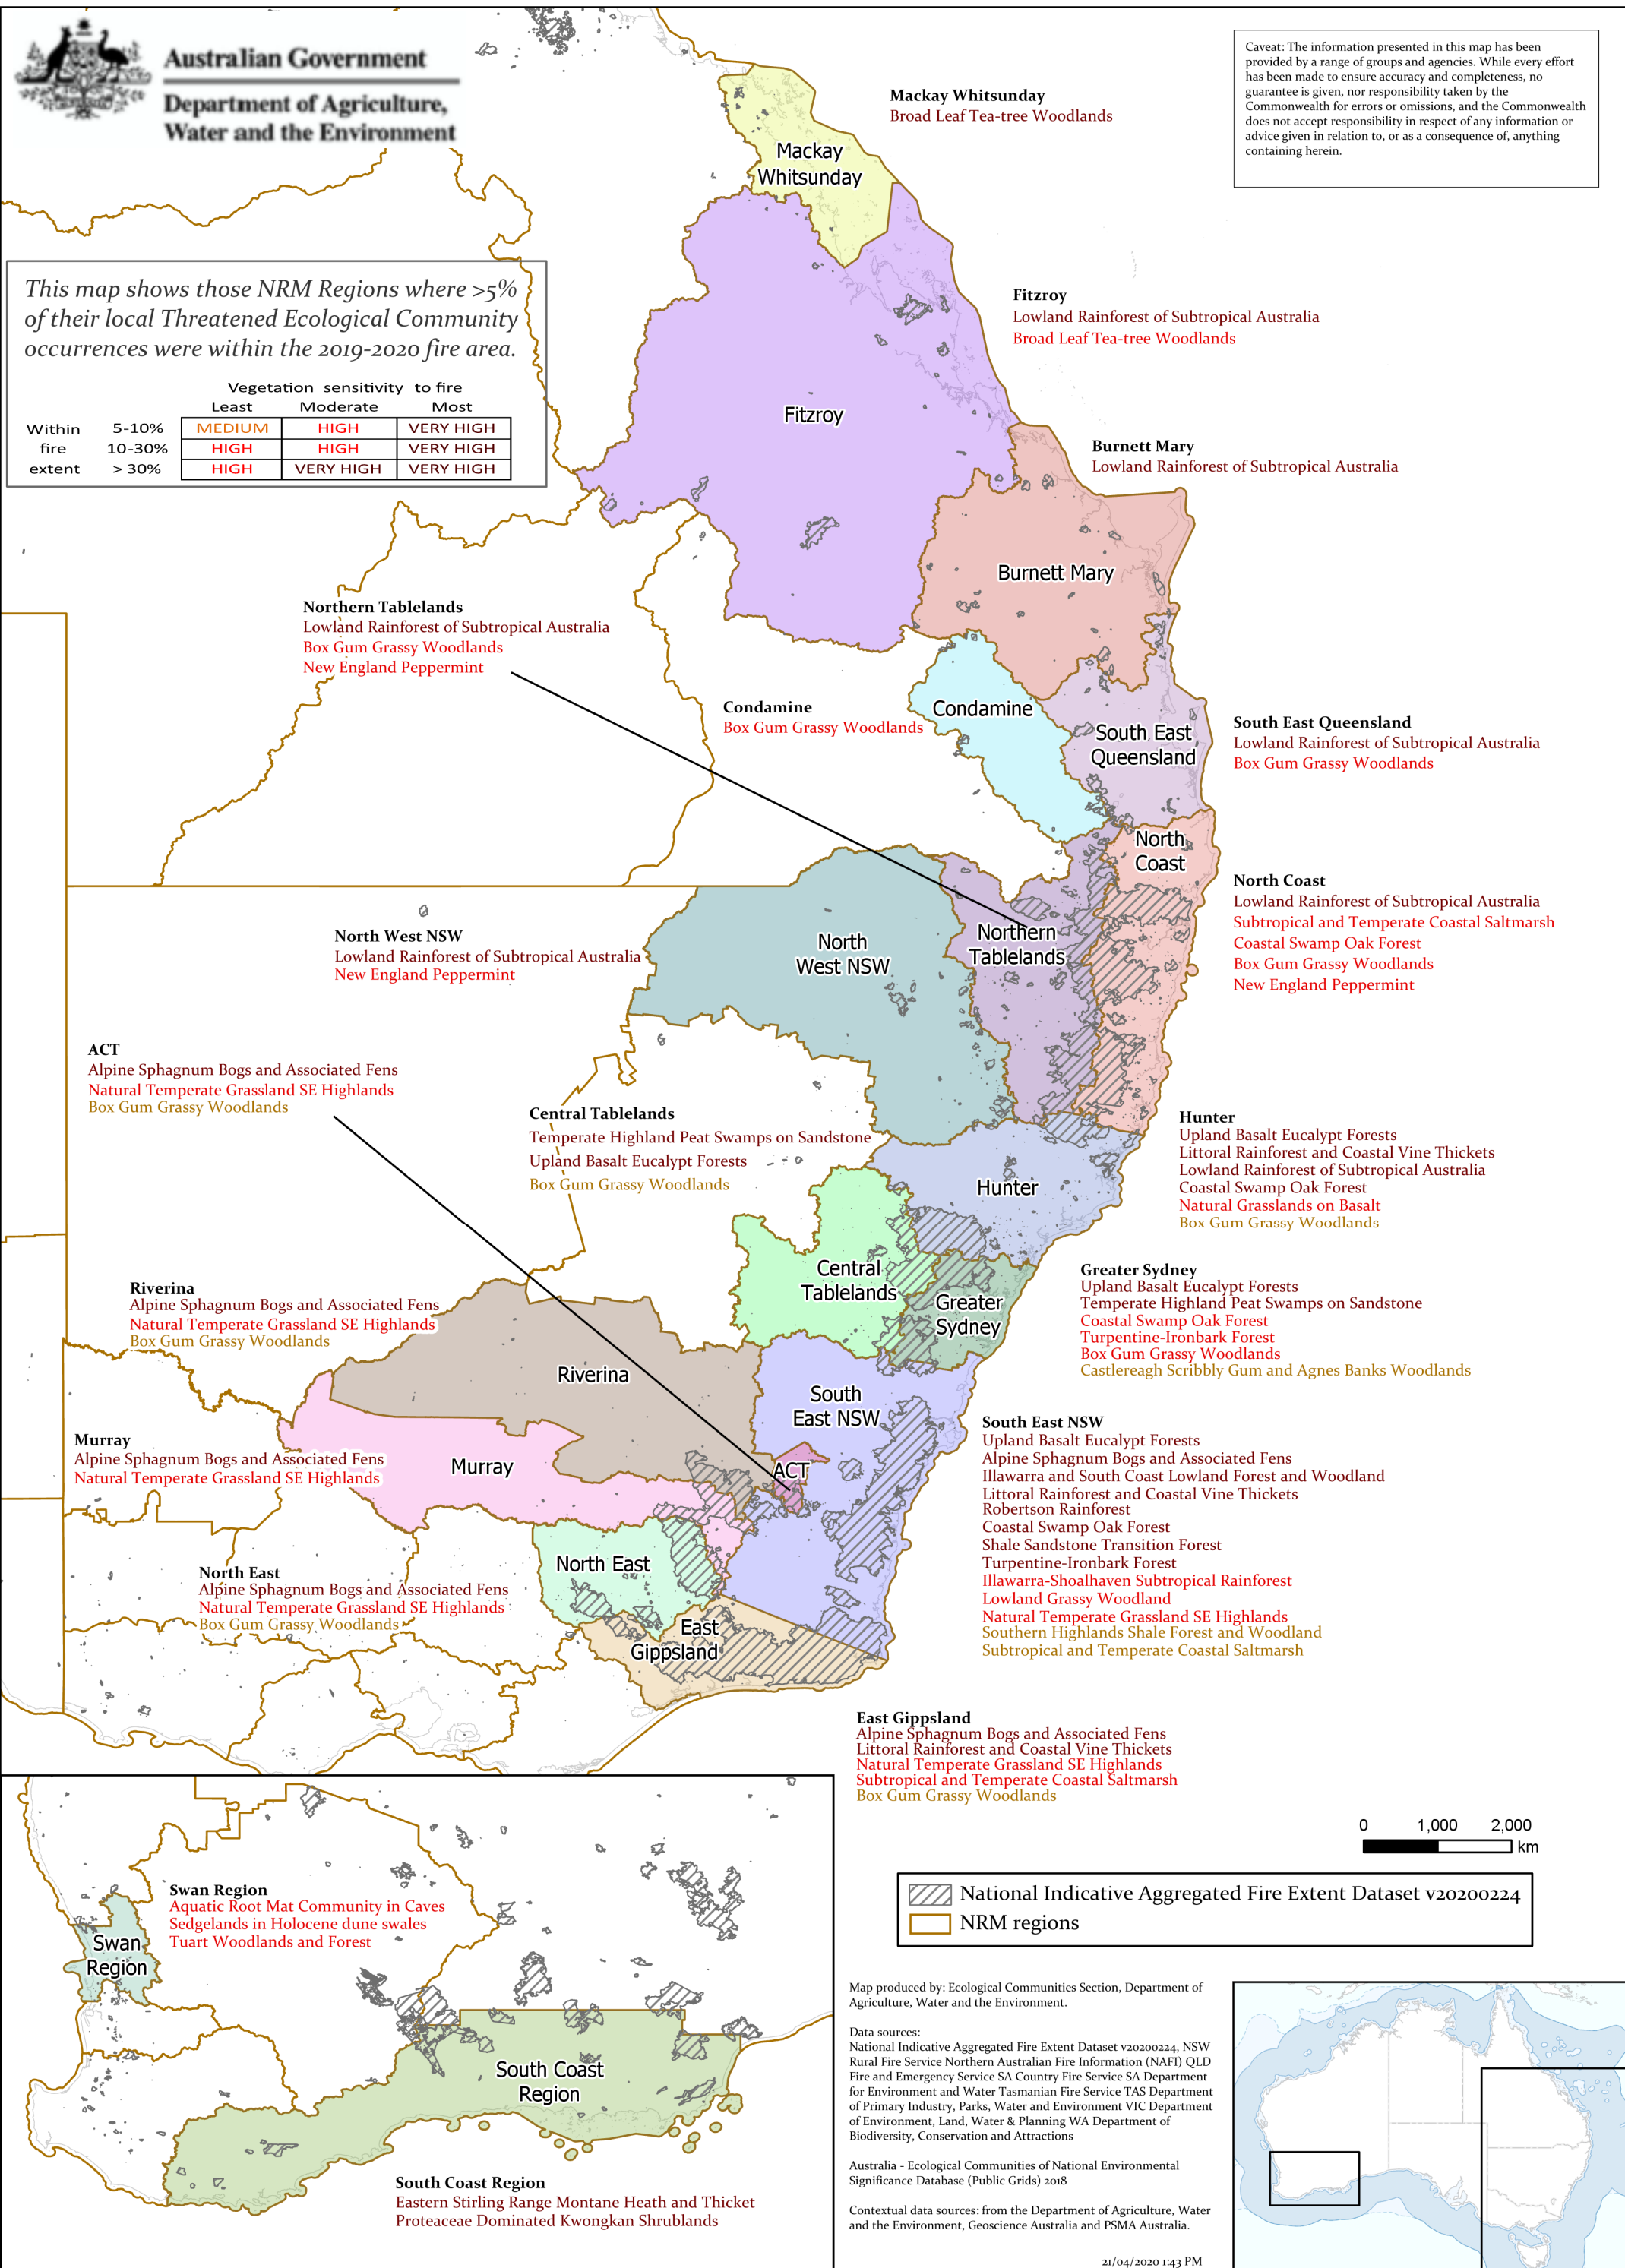 Australian Government
Department of Agriculture,
Water and the Environment
Caveat: The information presented in this map has been
provided by a range of groups and agencies. While every effort
has been made to ensure accuracy and completeness, no
guarantee is given, nor responsibility taken by the
Commonwealth for errors or omissions, and the Commonwealth
does not accept responsibility in respect of any information or
advice given in relation to, or as a consequence of, anything
containing herein.
Mackay Whitsunday
Broad Leaf Tea-tree Woodlands
Mackay
Whitsunday
This map shows those NRM Regions where >5%
of their local Threatened Ecological Community
occurrences were within the 2019-2020 fire area.
Vegetation sensitivity to fire
Least Moderate Most
Within 5-10% MEDIUM HIGH VERY HIGH
fire 10-30% HIGH HIGH VERY HIGH
extent > 30% HIGH VERY HIGH VERY HIGH
Fitzroy
Lowland Rainforest of Subtropical Australia
Broad Leaf Tea-tree Woodlands
Fitzroy
Burnett Mary
Lowland Rainforest of Subtropical Australia
Burnett Mary
Northern Tablelands
Lowland Rainforest of Subtropical Australia
Box Gum Grassy Woodlands
New England Peppermint
Condamine
Box Gum Grassy Woodlands
Condamine
South East
Queensland
South East Queensland
Lowland Rainforest of Subtropical Australia
Box Gum Grassy Woodlands
North
Coast
North Coast
Lowland Rainforest of Subtropical Australia
Subtropical and Temperate Coastal Saltmarsh
Coastal Swamp Oak Forest
Box Gum Grassy Woodlands
New England Peppermint
North West NSW
Lowland Rainforest of Subtropical Australia
New England Peppermint
North
West NSW
Northern
Tablelands
ACT
Alpine Sphagnum Bogs and Associated Fens
Natural Temperate Grassland SE Highlands
Box Gum Grassy Woodlands
Central Tablelands
Temperate Highland Peat Swamps on Sandstone
Upland Basalt Eucalypt Forests
Box Gum Grassy Woodlands
Hunter
Upland Basalt Eucalypt Forests
Littoral Rainforest and Coastal Vine Thickets
Lowland Rainforest of Subtropical Australia
Coastal Swamp Oak Forest
Natural Grasslands on Basalt
Box Gum Grassy Woodlands
Hunter
Central
Tablelands
Greater
Sydney
Greater Sydney
Upland Basalt Eucalypt Forests
Temperate Highland Peat Swamps on Sandstone
Coastal Swamp Oak Forest
Turpentine-Ironbark Forest
Box Gum Grassy Woodlands
Castlereagh Scribbly Gum and Agnes Banks Woodlands
Riverina
Alpine Sphagnum Bogs and Associated Fens
Natural Temperate Grassland SE Highlands
Box Gum Grassy Woodlands
Riverina
South
East NSW
South East NSW
Upland Basalt Eucalypt Forests
Alpine Sphagnum Bogs and Associated Fens
Illawarra and South Coast Lowland Forest and Woodland
Littoral Rainforest and Coastal Vine Thickets
Robertson Rainforest
Coastal Swamp Oak Forest
Shale Sandstone Transition Forest
Turpentine-Ironbark Forest
Illawarra-Shoalhaven Subtropical Rainforest
Lowland Grassy Woodland
Natural Temperate Grassland SE Highlands
Southern Highlands Shale Forest and Woodland
Subtropical and Temperate Coastal Saltmarsh
Murray
Alpine Sphagnum Bogs and Associated Fens
Natural Temperate Grassland SE Highlands
Murray
ACT
North East
Alpine Sphagnum Bogs and Associated Fens
Natural Temperate Grassland SE Highlands
Box Gum Grassy Woodlands
North East
East
Gippsland
East Gippsland
Alpine Sphagnum Bogs and Associated Fens
Littoral Rainforest and Coastal Vine Thickets
Natural Temperate Grassland SE Highlands
Subtropical and Temperate Coastal Saltmarsh
Box Gum Grassy Woodlands
0 1,000 2,000
km
National Indicative Aggregated Fire Extent Dataset v20200224
NRM regions
Swan Region
Aquatic Root Mat Community in Caves
Sedgelands in Holocene dune swales
Tuart Woodlands and Forest
Swan
Region
South Coast
Region
South Coast Region
Eastern Stirling Range Montane Heath and Thicket
Proteaceae Dominated Kwongkan Shrublands
Map produced by: Ecological Communities Section, Department of
Agriculture, Water and the Environment.
Data sources:
National Indicative Aggregated Fire Extent Dataset v20200224, NSW
Rural Fire Service Northern Australian Fire Information (NAFI) QLD
Fire and Emergency Service SA Country Fire Service SA Department
for Environment and Water Tasmanian Fire Service TAS Department
of Primary Industry, Parks, Water and Environment VIC Department
of Environment, Land, Water & Planning WA Department of
Biodiversity, Conservation and Attractions
Australia - Ecological Communities of National Environmental
Significance Database (Public Grids) 2018
Contextual data sources: from the Department of Agriculture, Water
and the Environment, Geoscience Australia and PSMA Australia.
21/04/2020 1:43 PM